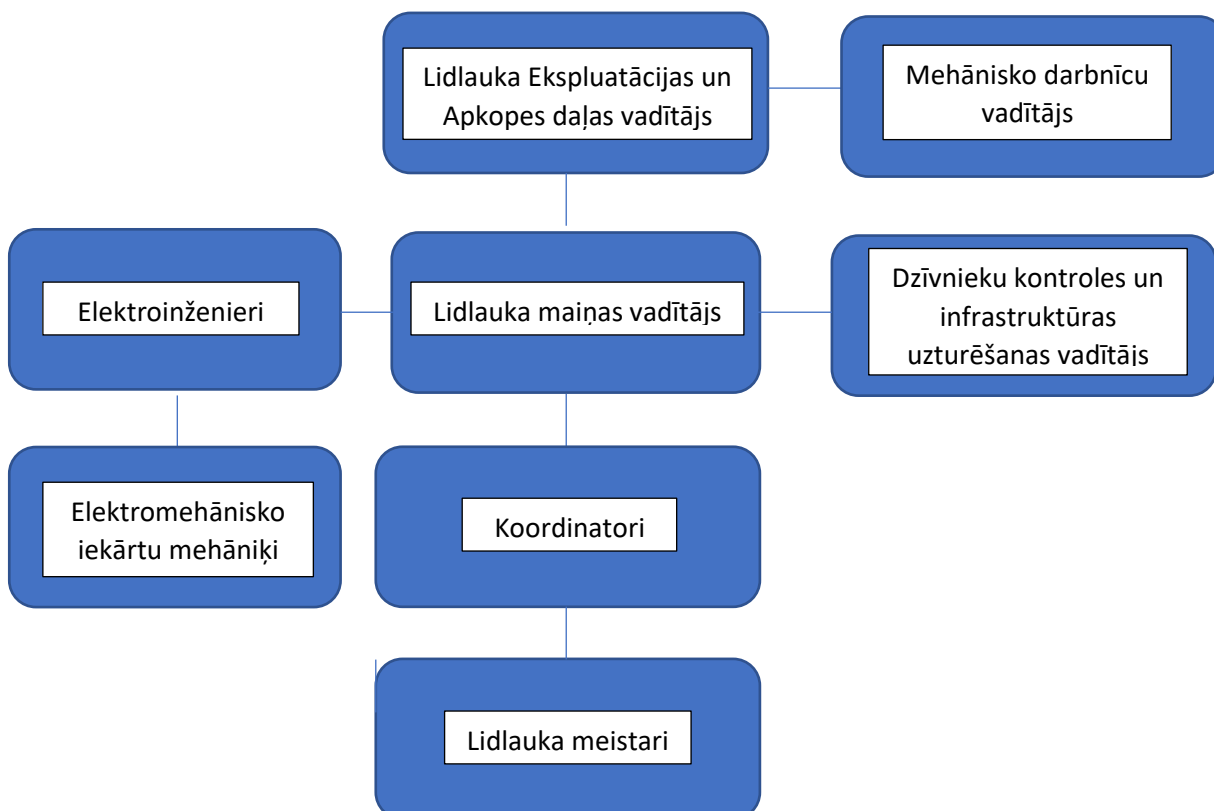 Lidlauka Ekspluatācijas un
Apkopes daļas vadītājs
Mehānisko darbnīcu
vadītājs
Elektroinženieri
Lidlauka maiņas vadītājs
Dzīvnieku kontroles un
infrastruktūras
uzturēšanas vadītājs
Elektromehānisko
iekārtu mehāniķi
Koordinatori
Lidlauka meistari